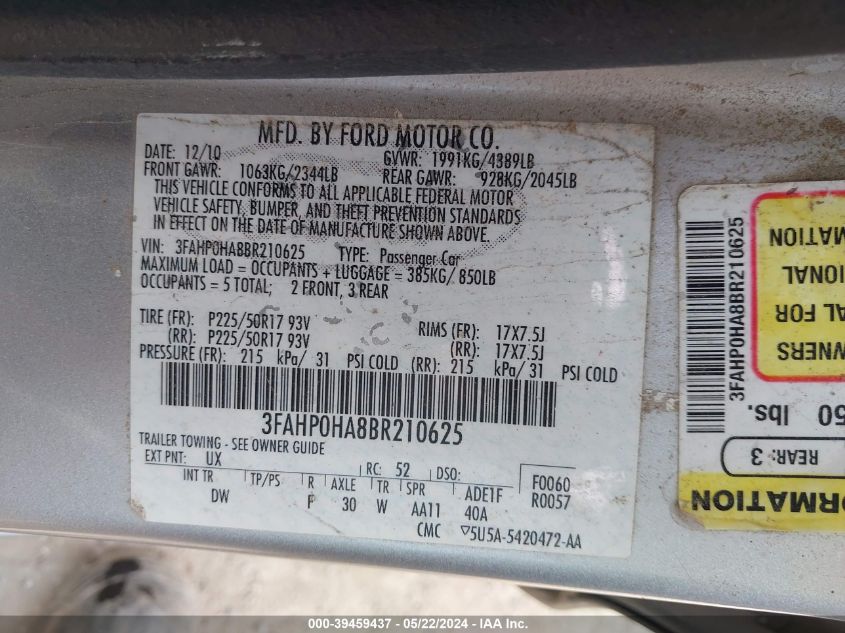 MFD. BY FORD MOTOR CO.
DATE: 12/10 GVWR: 1991KG/4389LB
FRONT GAWR: 1063KG/2344LB REAR GAWR: 928KG/2045LB
THIS VEHICLE CONFORMS TO ALL APPLICABLE FEDERAL MOTOR
VEHICLE SAFETY, BUMPER, AND THEFT PREVENTION STANDARDS
IN EFFECT ON THE DATE OF MANUFACTURE SHOWN ABOVE.
VIN: 3FAHP0HA8BR210625 TYPE: Passenger Car
MAXIMUM LOAD = OCCUPANTS + LUGGAGE = 385KG/850LB
OCCUPANTS = 5 TOTAL; 2 FRONT, 3 REAR
TIRE (FR): P225/50R17 93V RIMS (FR): 17X7.5J
(RR): P225/50R17 93V (RR): 17X7.5J
PRESSURE (FR): 215 kPa/ 31 PSI COLD (RR): 215 kPa/ 31 PSI COLD
3FAHP0HA8BR210625
TRAILER TOWING - SEE OWNER GUIDE
EXT PNT: UX RC: 52 DSO: F0060
INT TR TP/PS R AXLE TR SPR ADE1F R0057
DW F 30 W AA11 40A
CMC ▽5U5A-5420472-AA
3FAHP0HA8BR210625
ORMATION
REAR: 3
50 lbs.
WNERS
AL FOR
IONAL
RMATION
000-39459437 - 05/22/2024 - IAA Inc.